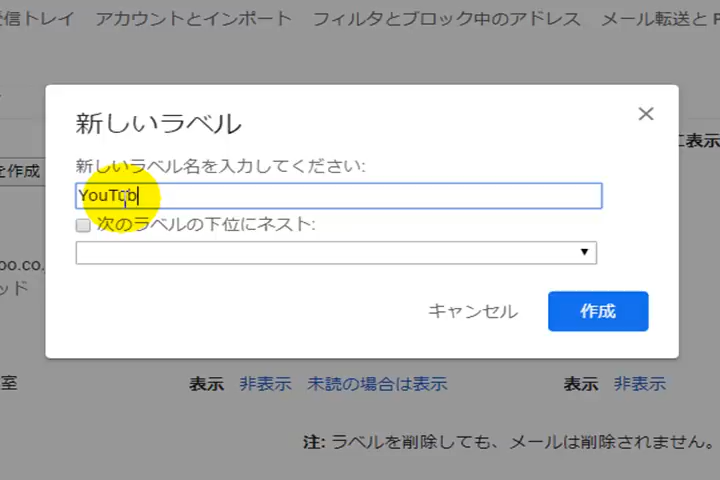 信トレイ アカウントとインポート フィルタとブロック中のアドレス メール転送と P
新しいラベル
に表示
新しいラベル名を入力してください:
を作成
YouTub
次のラベルの下位にネスト:
oo.co.
ッド
キャンセル 作成
室 表示 非表示 未読の場合は表示 表示 非表示
注: ラベルを削除しても、メールは削除されません。